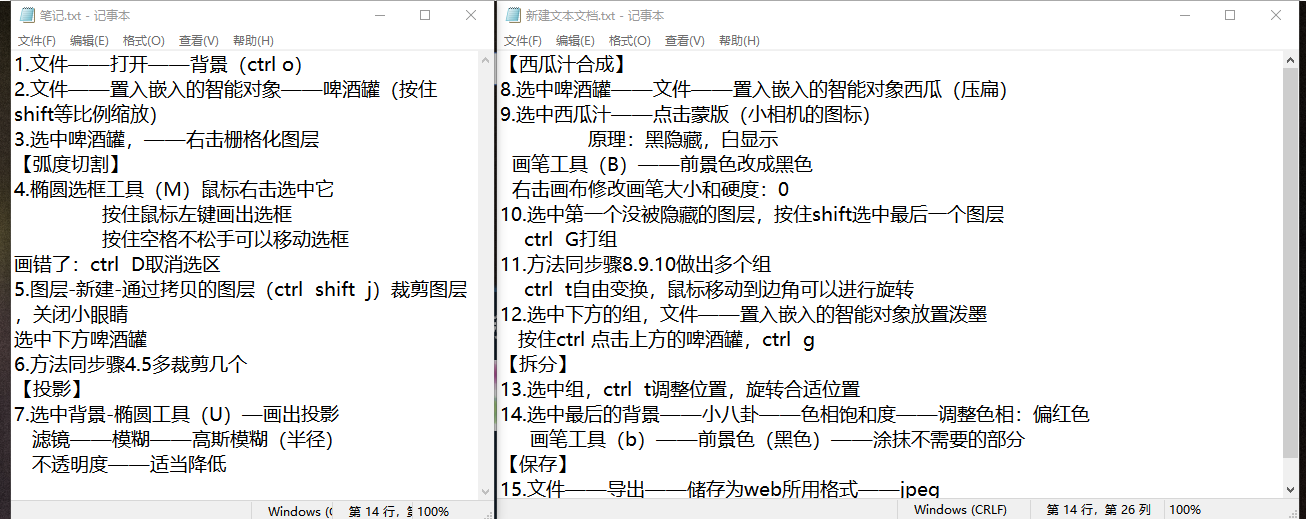 笔记.txt - 记事本
文件(F) 编辑(E) 格式(O) 查看(V) 帮助(H)
1.文件——打开——背景（ctrl o）
2.文件——置入嵌入的智能对象——啤酒罐（按住
shift等比例缩放）
3.选中啤酒罐，——右击栅格化图层
【弧度切割】
4.椭圆选框工具（M）鼠标右击选中它
按住鼠标左键画出选框
按住空格不松手可以移动选框
画错了：ctrl D取消选区
5.图层-新建-通过拷贝的图层（ctrl shift j）裁剪图层
，关闭小眼睛
选中下方啤酒罐
6.方法同步骤4.5多裁剪几个
【投影】
7.选中背景-椭圆工具（U）—画出投影
滤镜——模糊——高斯模糊（半径）
不透明度——适当降低
Windows (C 第 14 行，第 100%
新建文本文档.txt - 记事本
文件(F) 编辑(E) 格式(O) 查看(V) 帮助(H)
【西瓜汁合成】
8.选中啤酒罐——文件——置入嵌入的智能对象西瓜（压扁）
9.选中西瓜汁——点击蒙版（小相机的图标）
原理：黑隐藏，白显示
画笔工具（B）——前景色改成黑色
右击画布修改画笔大小和硬度：0
10.选中第一个没被隐藏的图层，按住shift选中最后一个图层
ctrl G打组
11.方法同步骤8.9.10做出多个组
ctrl t自由变换，鼠标移动到边角可以进行旋转
12.选中下方的组，文件——置入嵌入的智能对象放置泼墨
按住ctrl 点击上方的啤酒罐，ctrl g
【拆分】
13.选中组，ctrl t调整位置，旋转合适位置
14.选中最后的背景——小八卦——色相饱和度——调整色相：偏红色
画笔工具（b）——前景色（黑色）——涂抹不需要的部分
【保存】
15.文件——导出——储存为web所用格式——jpeg
Windows (CRLF) 第 14 行，第 26 列 100%